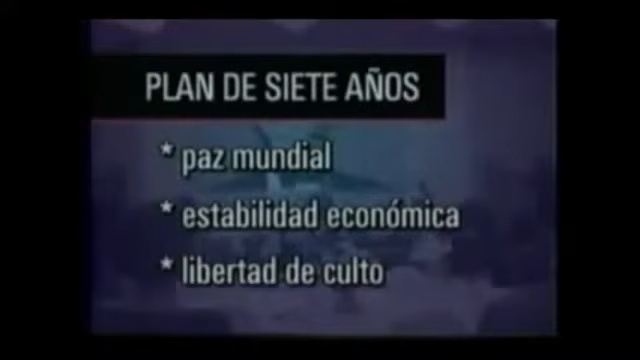 PLAN DE SIETE AÑOS
* paz mundial
* estabilidad económica
* libertad de culto